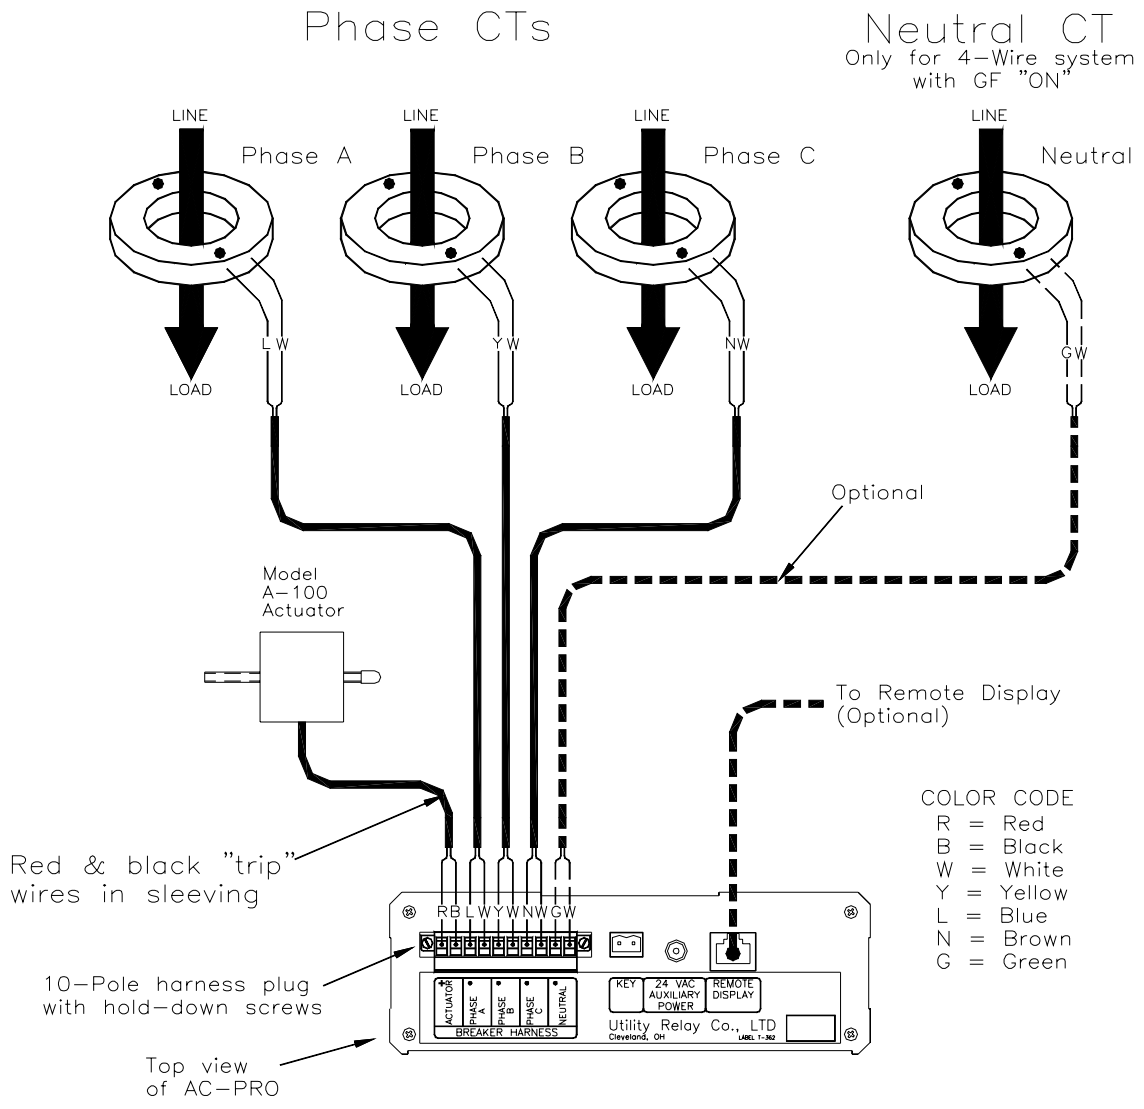 Phase CTs
Neutral CT
Only for 4-Wire system
with GF "ON"
LINE
LINE
LINE
LINE
Phase A
Phase B
Phase C
Neutral
L W
Y W
NW
GW
LOAD
LOAD
LOAD
LOAD
Optional
Model
A-100
Actuator
To Remote Display
(Optional)
COLOR CODE
R = Red
B = Black
W = White
Y = Yellow
L = Blue
N = Brown
G = Green
Red & black "trip"
wires in sleeving
R B L W Y W N W G W
10-Pole harness plug
with hold-down screws
+
ACTUATOR
PHASE
A
PHASE
B
PHASE
C
NEUTRAL
BREAKER HARNESS
KEY
24 VAC
AUXILIARY
POWER
REMOTE
DISPLAY
Utility Relay Co., LTD
Cleveland, OH
LABEL T-362
Top view
of AC-PRO